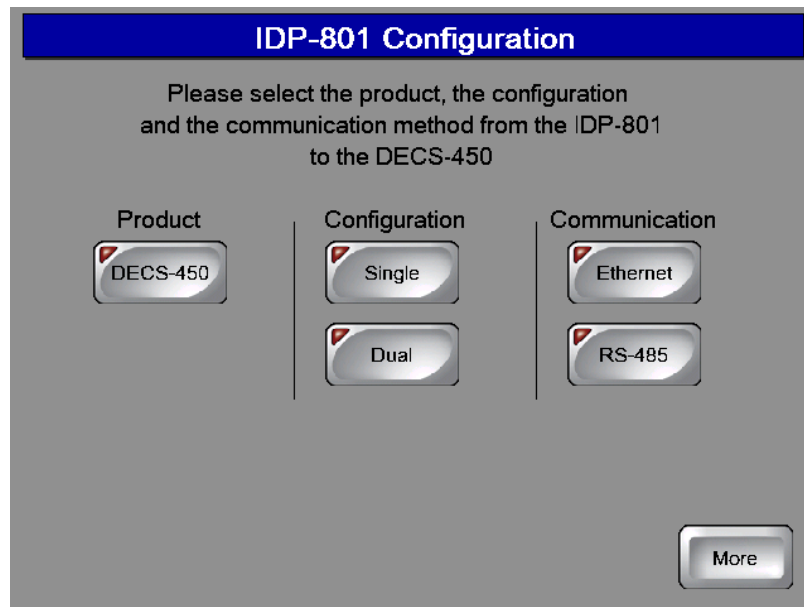 IDP-801 Configuration
Please select the product, the configuration
and the communication method from the IDP-801
to the DECS-450
Product
Configuration
Communication
DECS-450
Single
Ethernet
Dual
RS-485
More